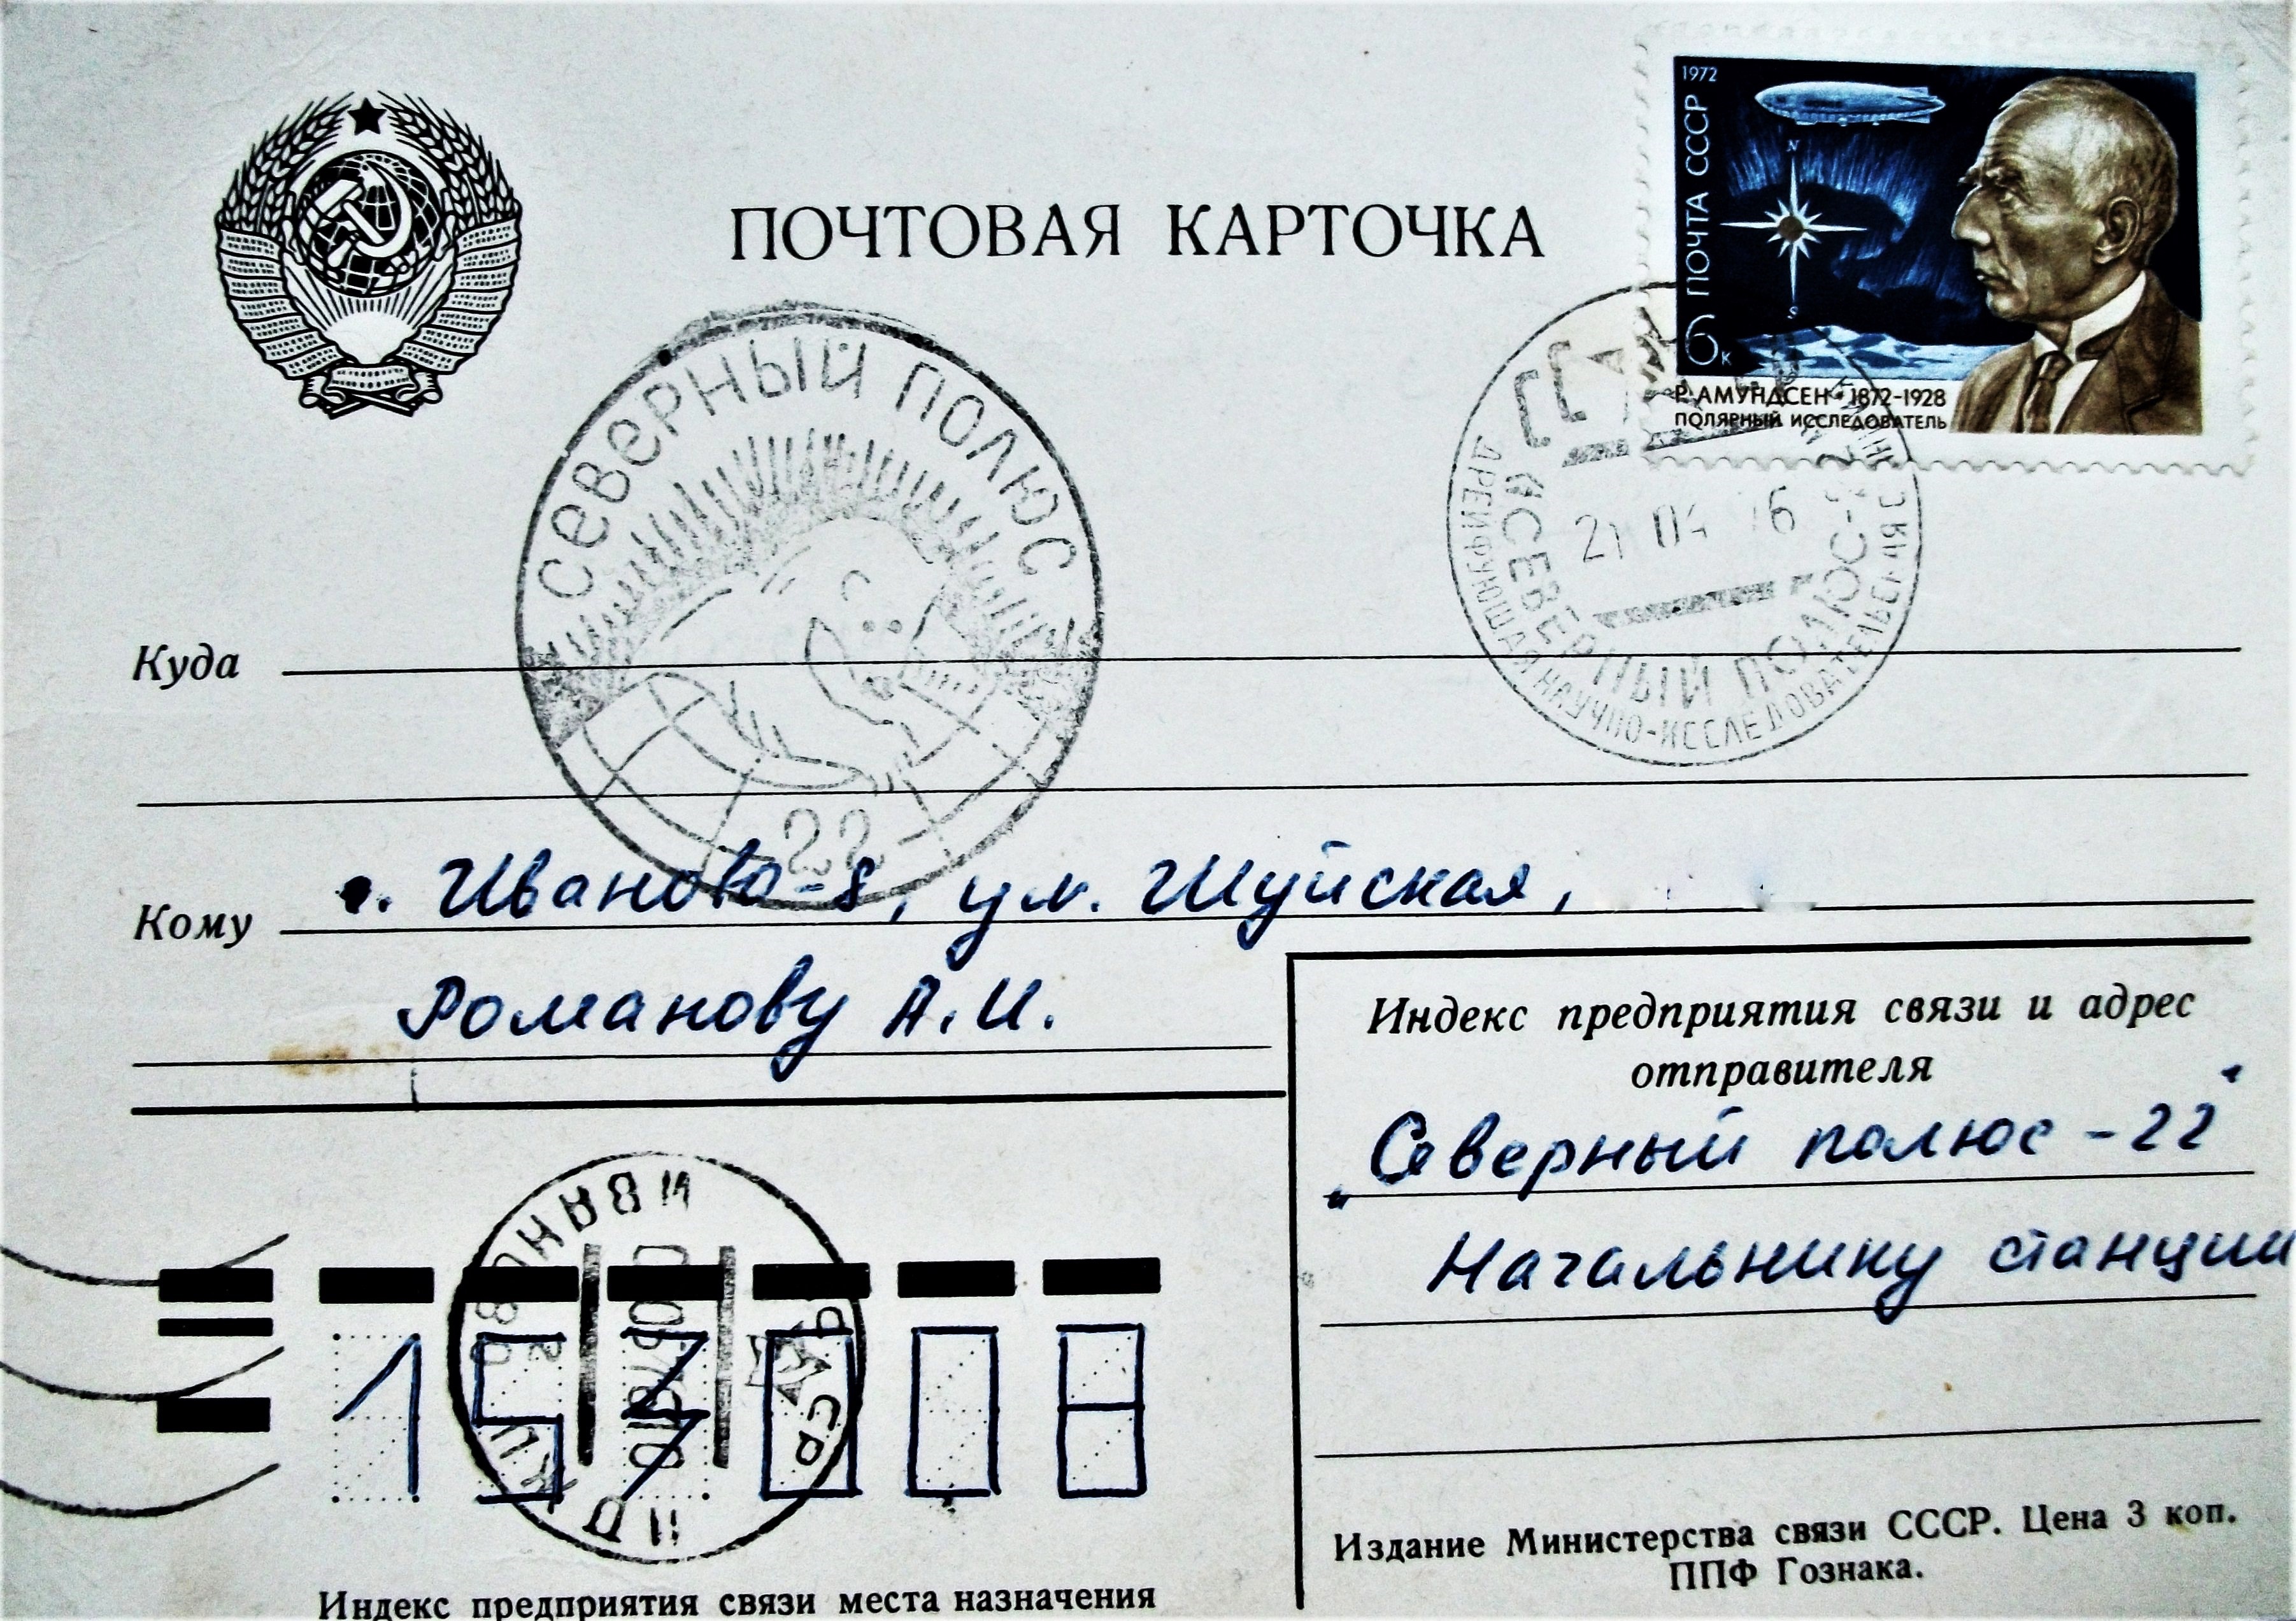 ПОЧТОВАЯ КАРТОЧКА
1972
ПОЧТА СССР
6к
N
S
Р. АМУНДСЕН • 1872-1928
ПОЛЯРНЫЙ ИССЛЕДОВАТЕЛЬ
СЕВЕРНЫЙ ПОЛЮС
22
«СЕВЕРНЫЙ ПОЛЮС-
ДРЕЙФУЮЩАЯ НАУЧНО-ИССЛЕДОВАТЕЛЬСКАЯ
21 04 76
Куда
г. Иваново-8, ул. Шуйская,
Кому
Романову А.И.
Индекс предприятия связи и адрес
отправителя
„Северный полюс-22"
Начальнику станции
ИВАНОВО
153008
Издание Министерства связи СССР. Цена 3 коп.
ППФ Гознака.
Индекс предприятия связи места назначения